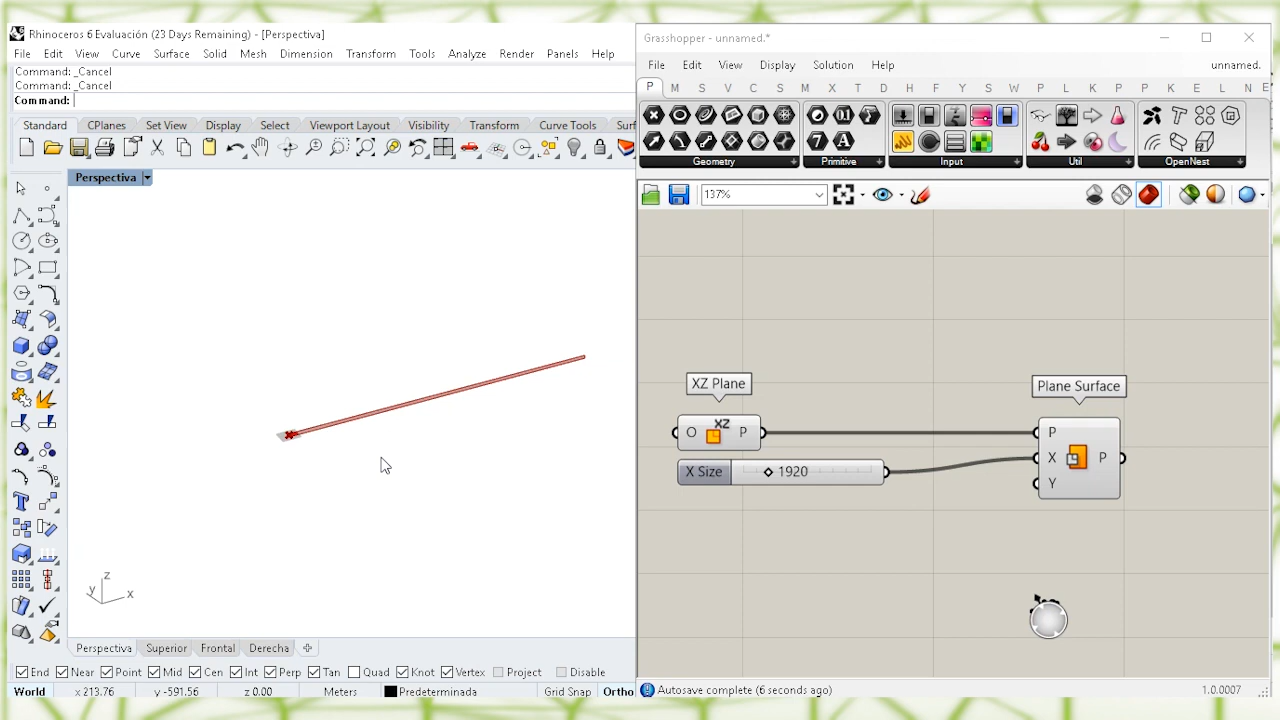 Rhinoceros 6 Evaluación (23 Days Remaining) - [Perspectiva]
File Edit View Curve Surface Solid Mesh Dimension Transform Tools Analyze Render Panels Help
Command: _Cancel
Command: _Cancel
Command:
Standard CPlanes Set View Display Select Viewport Layout Visibility Transform Curve Tools Surf
Perspectiva
z
y x
Perspectiva Superior Frontal Derecha
End Near Point Mid Cen Int Perp Tan Quad Knot Vertex Project Disable
World x 213.76 y -591.56 z 0.00 Meters Predeterminada Grid Snap Ortho
Grasshopper - unnamed.*
File Edit View Display Solution Help unnamed.
P M S V C S M X T D F Y S W P L K E L N E
Geometry Primitive Input Util OpenNest
137%
XZ Plane
O XZ P
X Size 1920
Plane Surface
P
X P
Y
Autosave complete (6 seconds ago) 1.0.0007